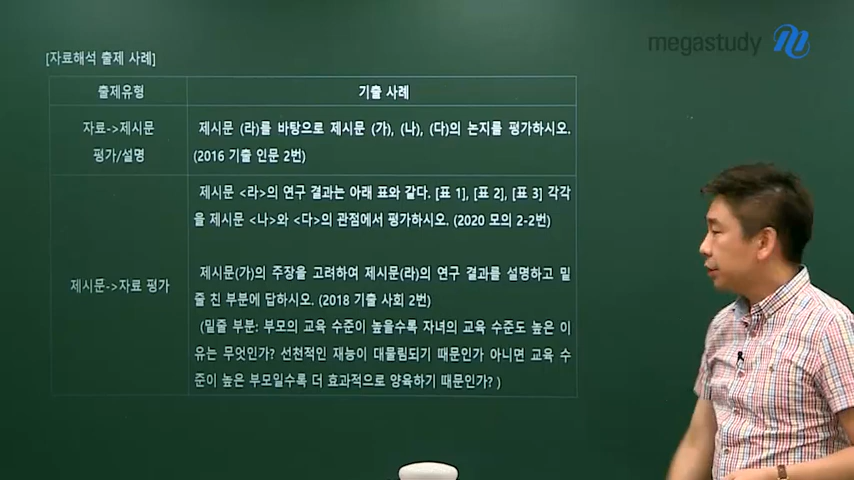 megastudy
[자료해석 출제 사례]
출제유형
기출 사례
자료->제시문
평가/설명
제시문 (라)를 바탕으로 제시문 (가), (나), (다)의 논지를 평가하시오.
(2016 기출 인문 2번)
제시문->자료 평가
제시문 <라>의 연구 결과는 아래 표와 같다. [표 1], [표 2], [표 3] 각각
을 제시문 <나>와 <다>의 관점에서 평가하시오. (2020 모의 2-2번)
제시문(가)의 주장을 고려하여 제시문(라)의 연구 결과를 설명하고 밑
줄 친 부분에 답하시오. (2018 기출 사회 2번)
(밑줄 부분: 부모의 교육 수준이 높을수록 자녀의 교육 수준도 높은 이
유는 무엇인가? 선천적인 재능이 대물림되기 때문인가 아니면 교육 수
준이 높은 부모일수록 더 효과적으로 양육하기 때문인가? )